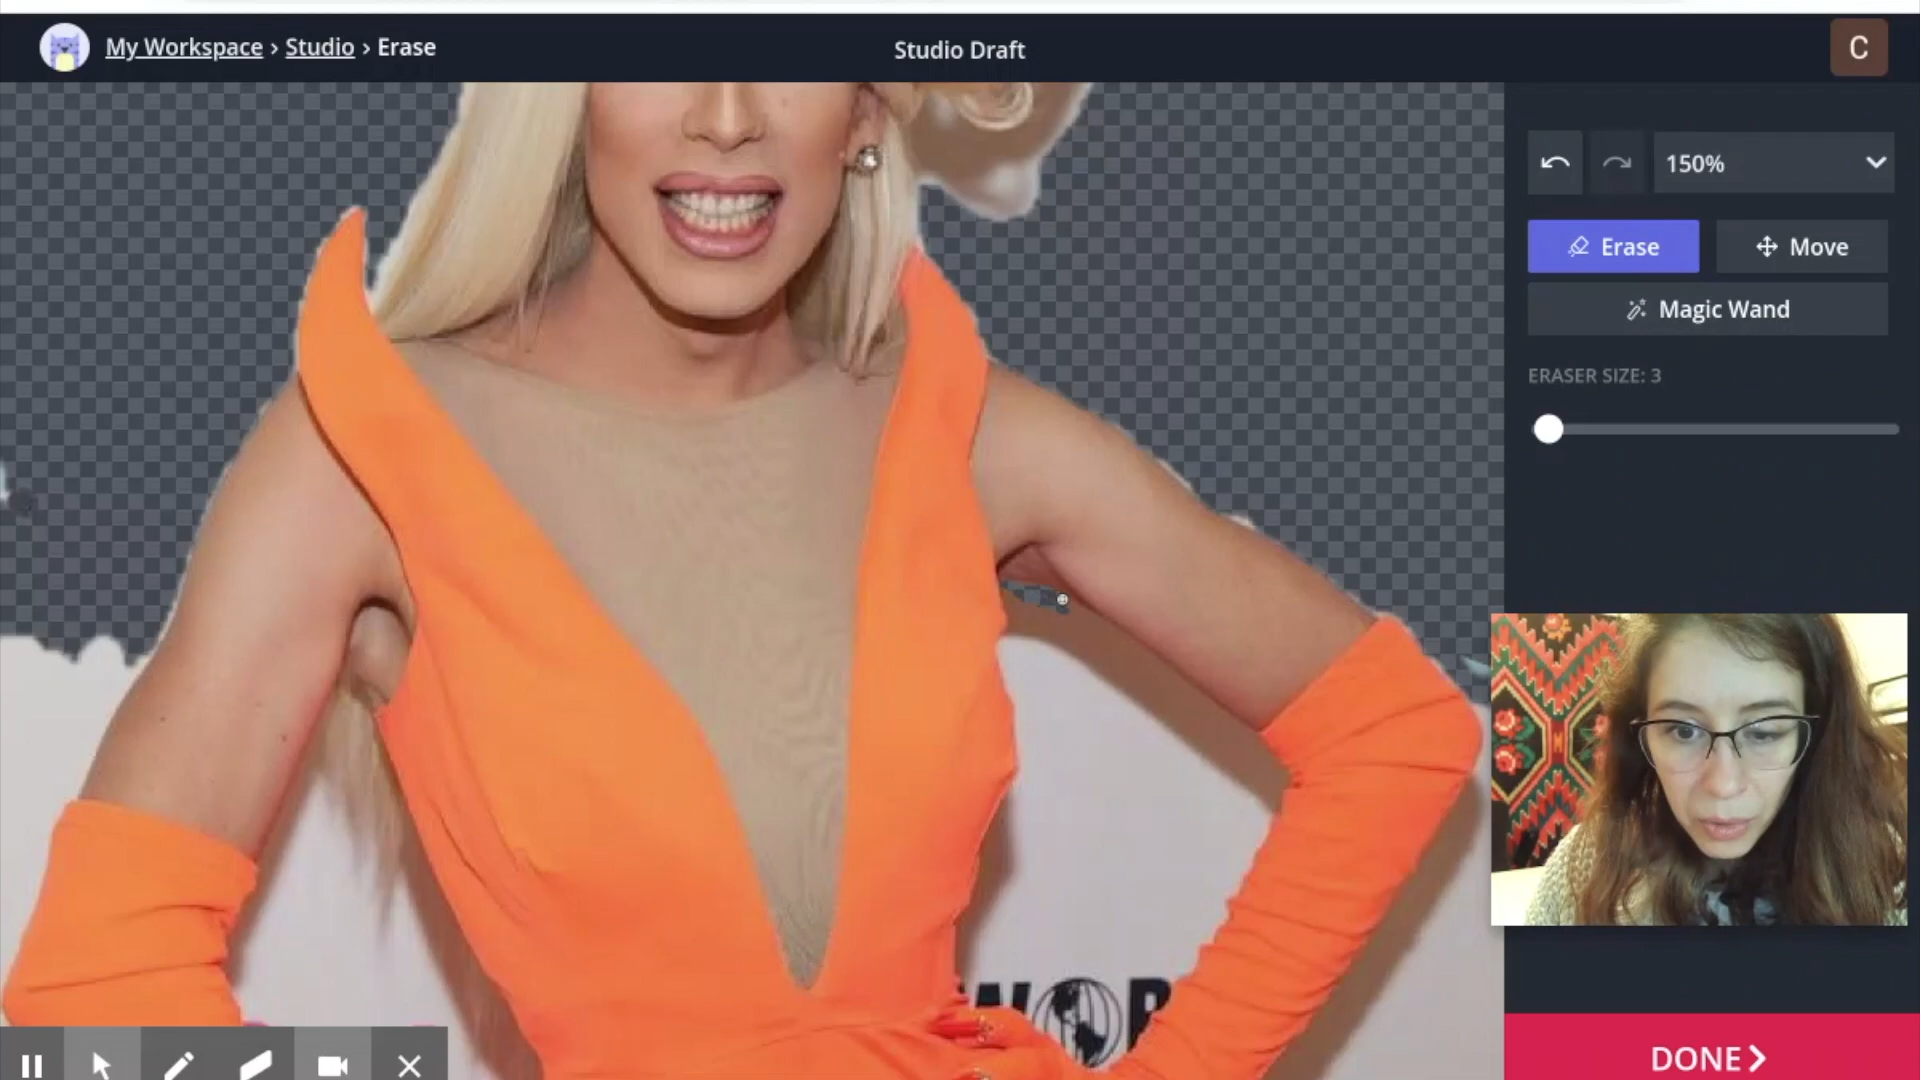 My Workspace › Studio › Erase
Studio Draft
C
150%
Erase
Move
Magic Wand
ERASER SIZE: 3
DONE